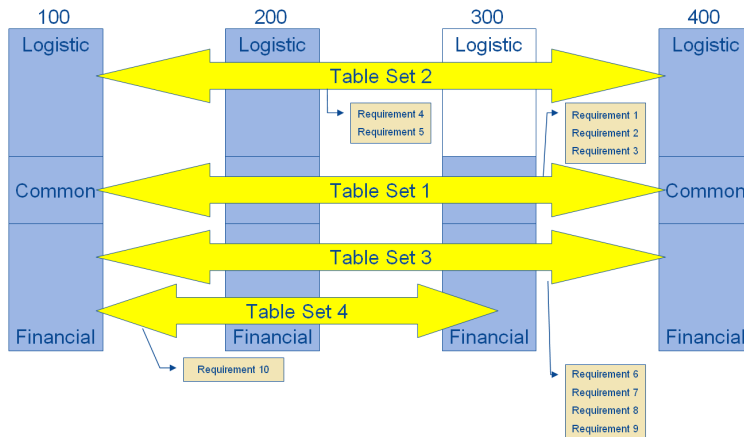 100
200
300
400
Logistic
Logistic
Logistic
Logistic
Table Set 2
Requirement 4
Requirement 5
Requirement 1
Requirement 2
Requirement 3
Common
Table Set 1
Common
Table Set 3
Table Set 4
Financial
Financial
Financial
Financial
Requirement 10
Requirement 6
Requirement 7
Requirement 8
Requirement 9